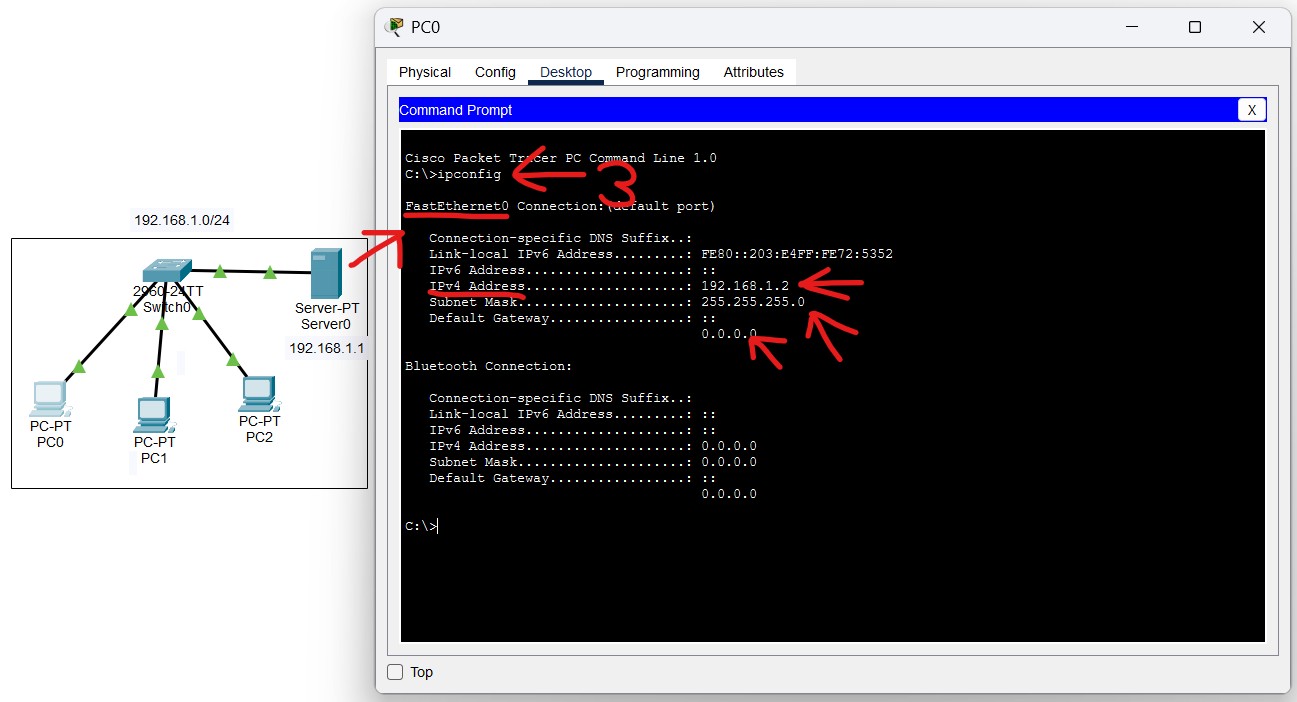 PC0
Physical Config Desktop Programming Attributes
Command Prompt X
Cisco Packet Tracer PC Command Line 1.0
C:\>ipconfig
3
FastEthernet0 Connection:(default port)
Connection-specific DNS Suffix..:
Link-local IPv6 Address.........: FE80::203:E4FF:FE72:5352
IPv6 Address....................: ::
IPv4 Address....................: 192.168.1.2
Subnet Mask.....................: 255.255.255.0
Default Gateway.................: ::
0.0.0.0
Bluetooth Connection:
Connection-specific DNS Suffix..:
Link-local IPv6 Address.........: ::
IPv6 Address....................: ::
IPv4 Address....................: 0.0.0.0
Subnet Mask.....................: 0.0.0.0
Default Gateway.................: ::
0.0.0.0
C:\>
Top
192.168.1.0/24
2960-24TT
Switch0
Server-PT
Server0
192.168.1.1
PC-PT
PC0
PC-PT
PC1
PC-PT
PC2